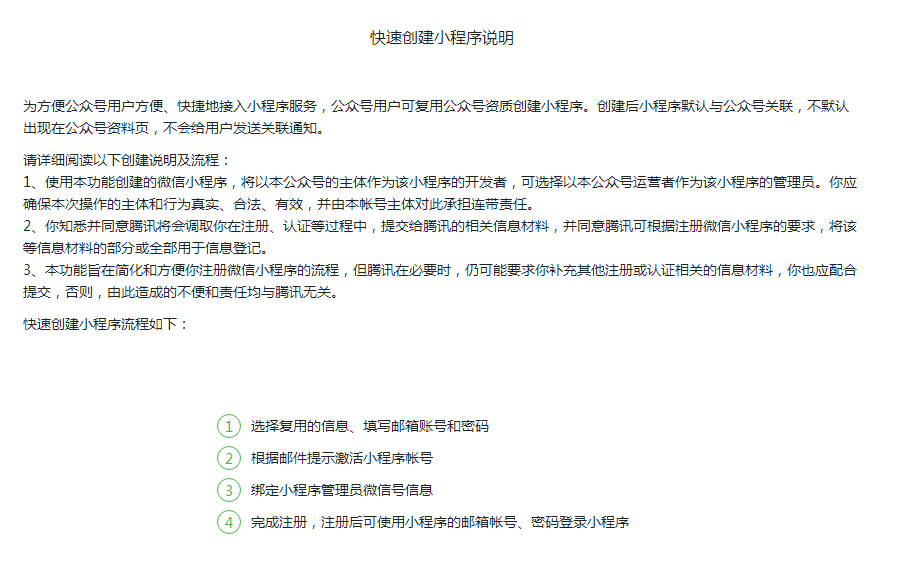 快速创建小程序说明
为方便公众号用户方便、快捷地接入小程序服务，公众号用户可复用公众号资质创建小程序。创建后小程序默认与公众号关联，不默认
出现在公众号资料页，不会给用户发送关联通知。
请详细阅读以下创建说明及流程：
1、使用本功能创建的微信小程序，将以本公众号的主体作为该小程序的开发者，可选择以本公众号运营者作为该小程序的管理员。你应
确保本次操作的主体和行为真实、合法、有效，并由本帐号主体对此承担连带责任。
2、你知悉并同意腾讯将会调取你在注册、认证等过程中，提交给腾讯的相关信息材料，并同意腾讯可根据注册微信小程序的要求，将该
等信息材料的部分或全部用于信息登记。
3、本功能旨在简化和方便你注册微信小程序的流程，但腾讯在必要时，仍可能要求你补充其他注册或认证相关的信息材料，你也应配合
提交，否则，由此造成的不便和责任均与腾讯无关。
快速创建小程序流程如下：
1 选择复用的信息、填写邮箱账号和密码
2 根据邮件提示激活小程序帐号
3 绑定小程序管理员微信号信息
4 完成注册，注册后可使用小程序的邮箱帐号、密码登录小程序